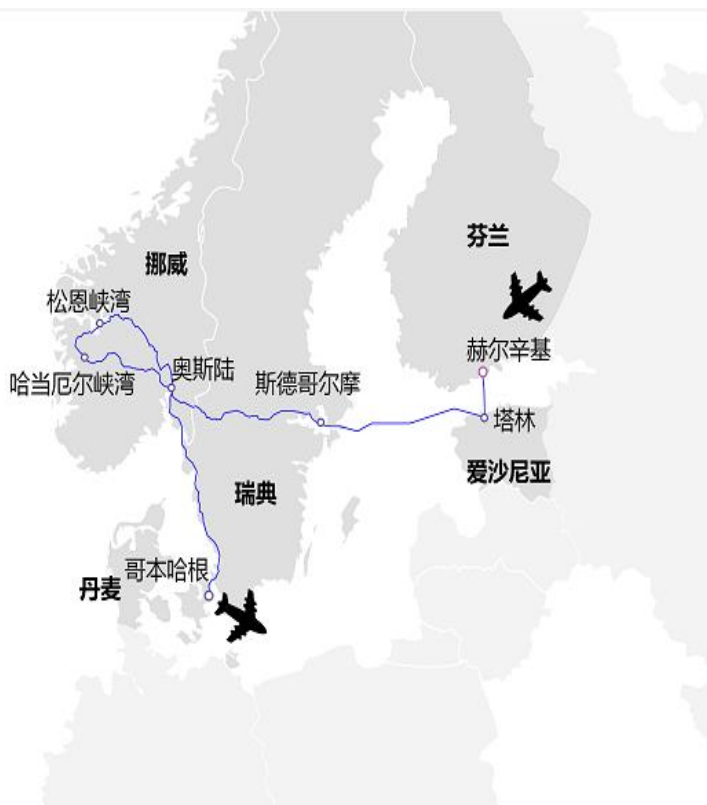 芬兰
挪威
松恩峡湾
赫尔辛基
奥斯陆
哈当厄尔峡湾
斯德哥尔摩
塔林
爱沙尼亚
瑞典
哥本哈根
丹麦